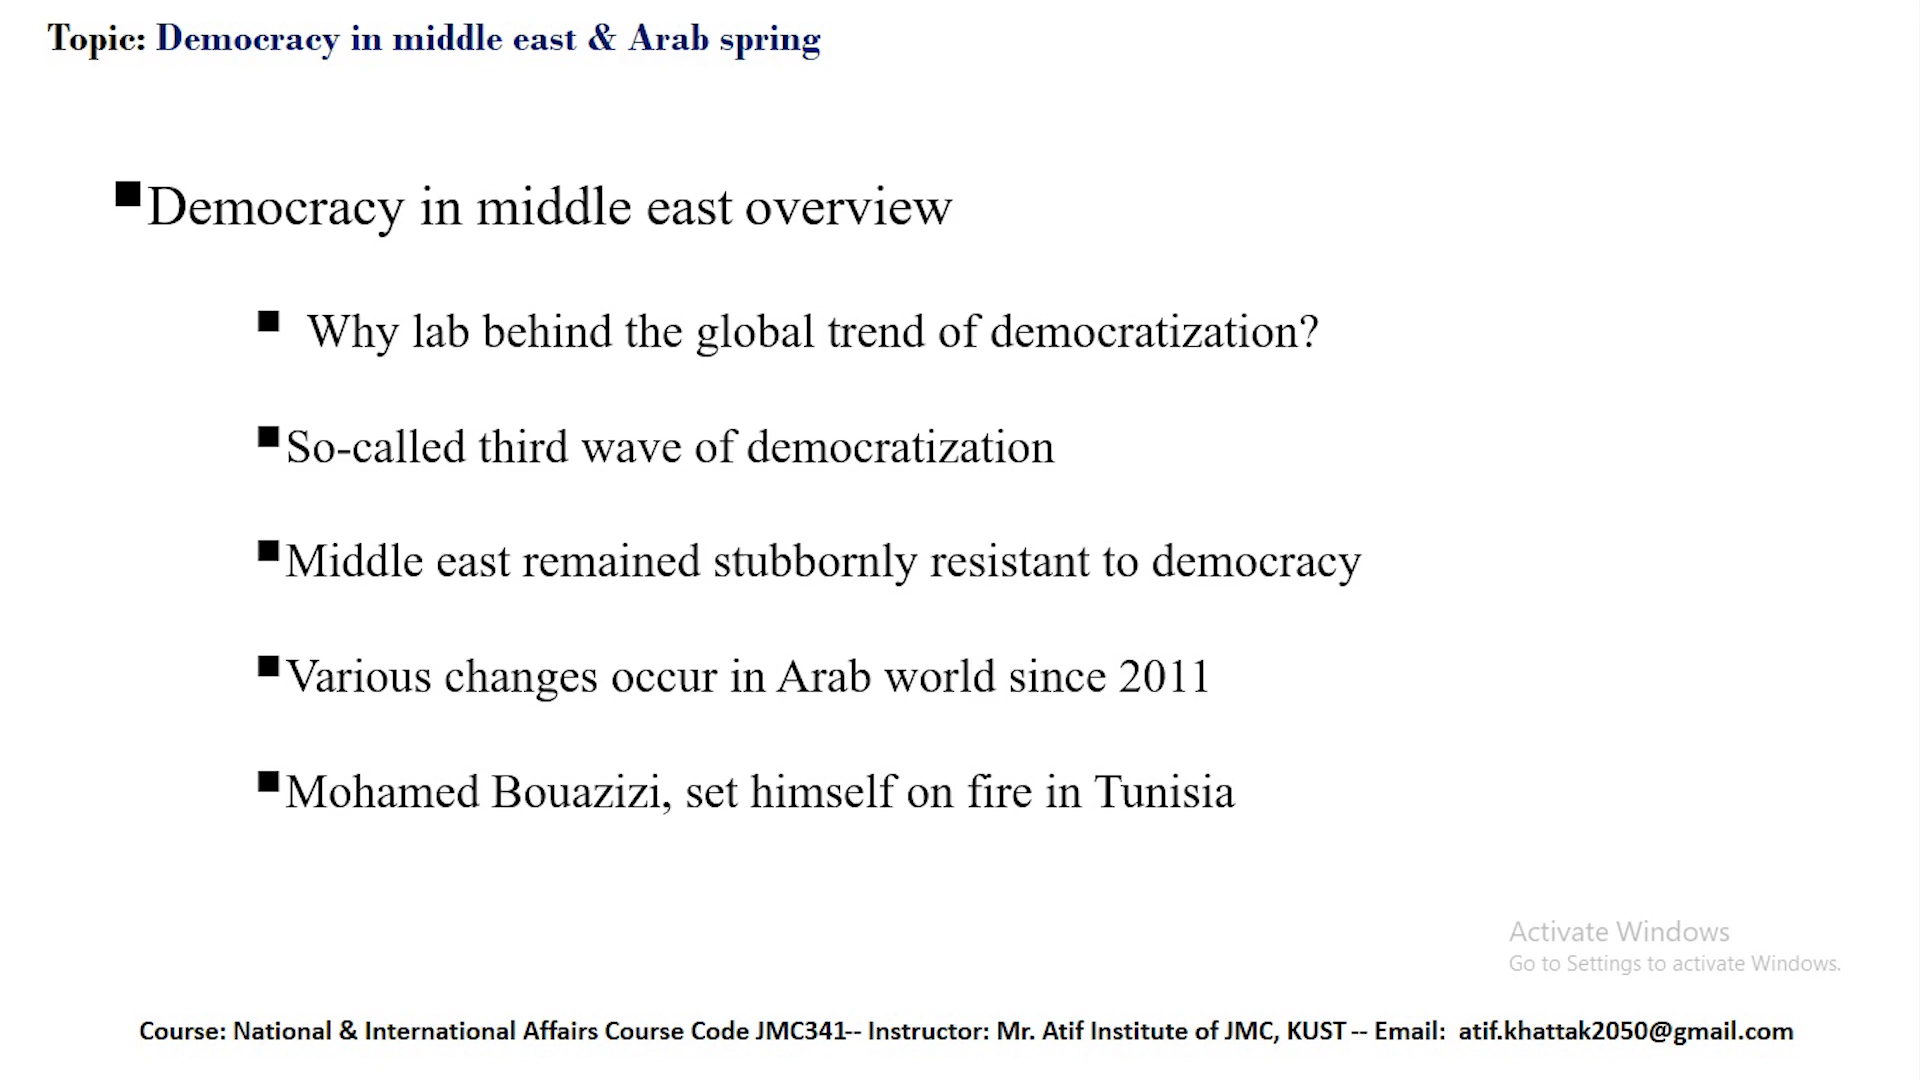 Topic: Democracy in middle east & Arab spring
Democracy in middle east overview
Why lab behind the global trend of democratization?
So-called third wave of democratization
Middle east remained stubbornly resistant to democracy
Various changes occur in Arab world since 2011
Mohamed Bouazizi, set himself on fire in Tunisia
Activate Windows
Go to Settings to activate Windows.
Course: National & International Affairs Course Code JMC341-- Instructor: Mr. Atif Institute of JMC, KUST -- Email: atif.khattak2050@gmail.com